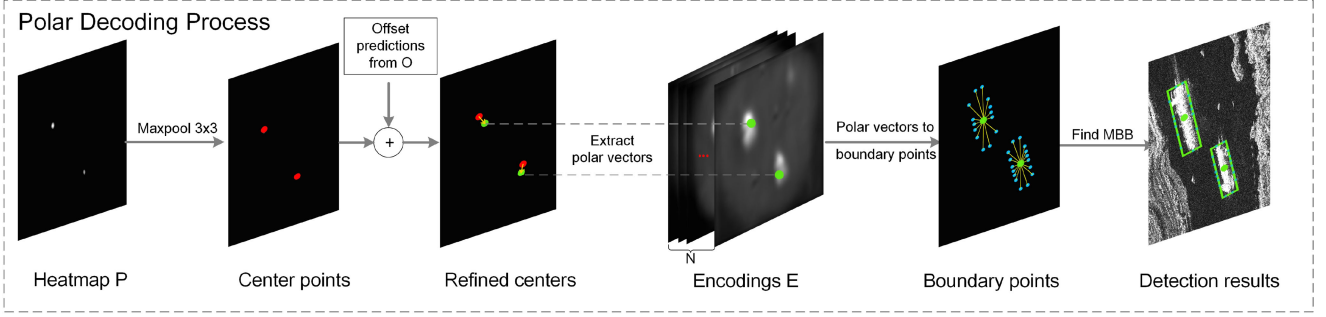 Polar Decoding Process
Offset
predictions
from O
Maxpool 3x3
+
Extract
polar vectors
...
N
Polar vectors to
boundary points
Find MBB
Heatmap P
Center points
Refined centers
Encodings E
Boundary points
Detection results